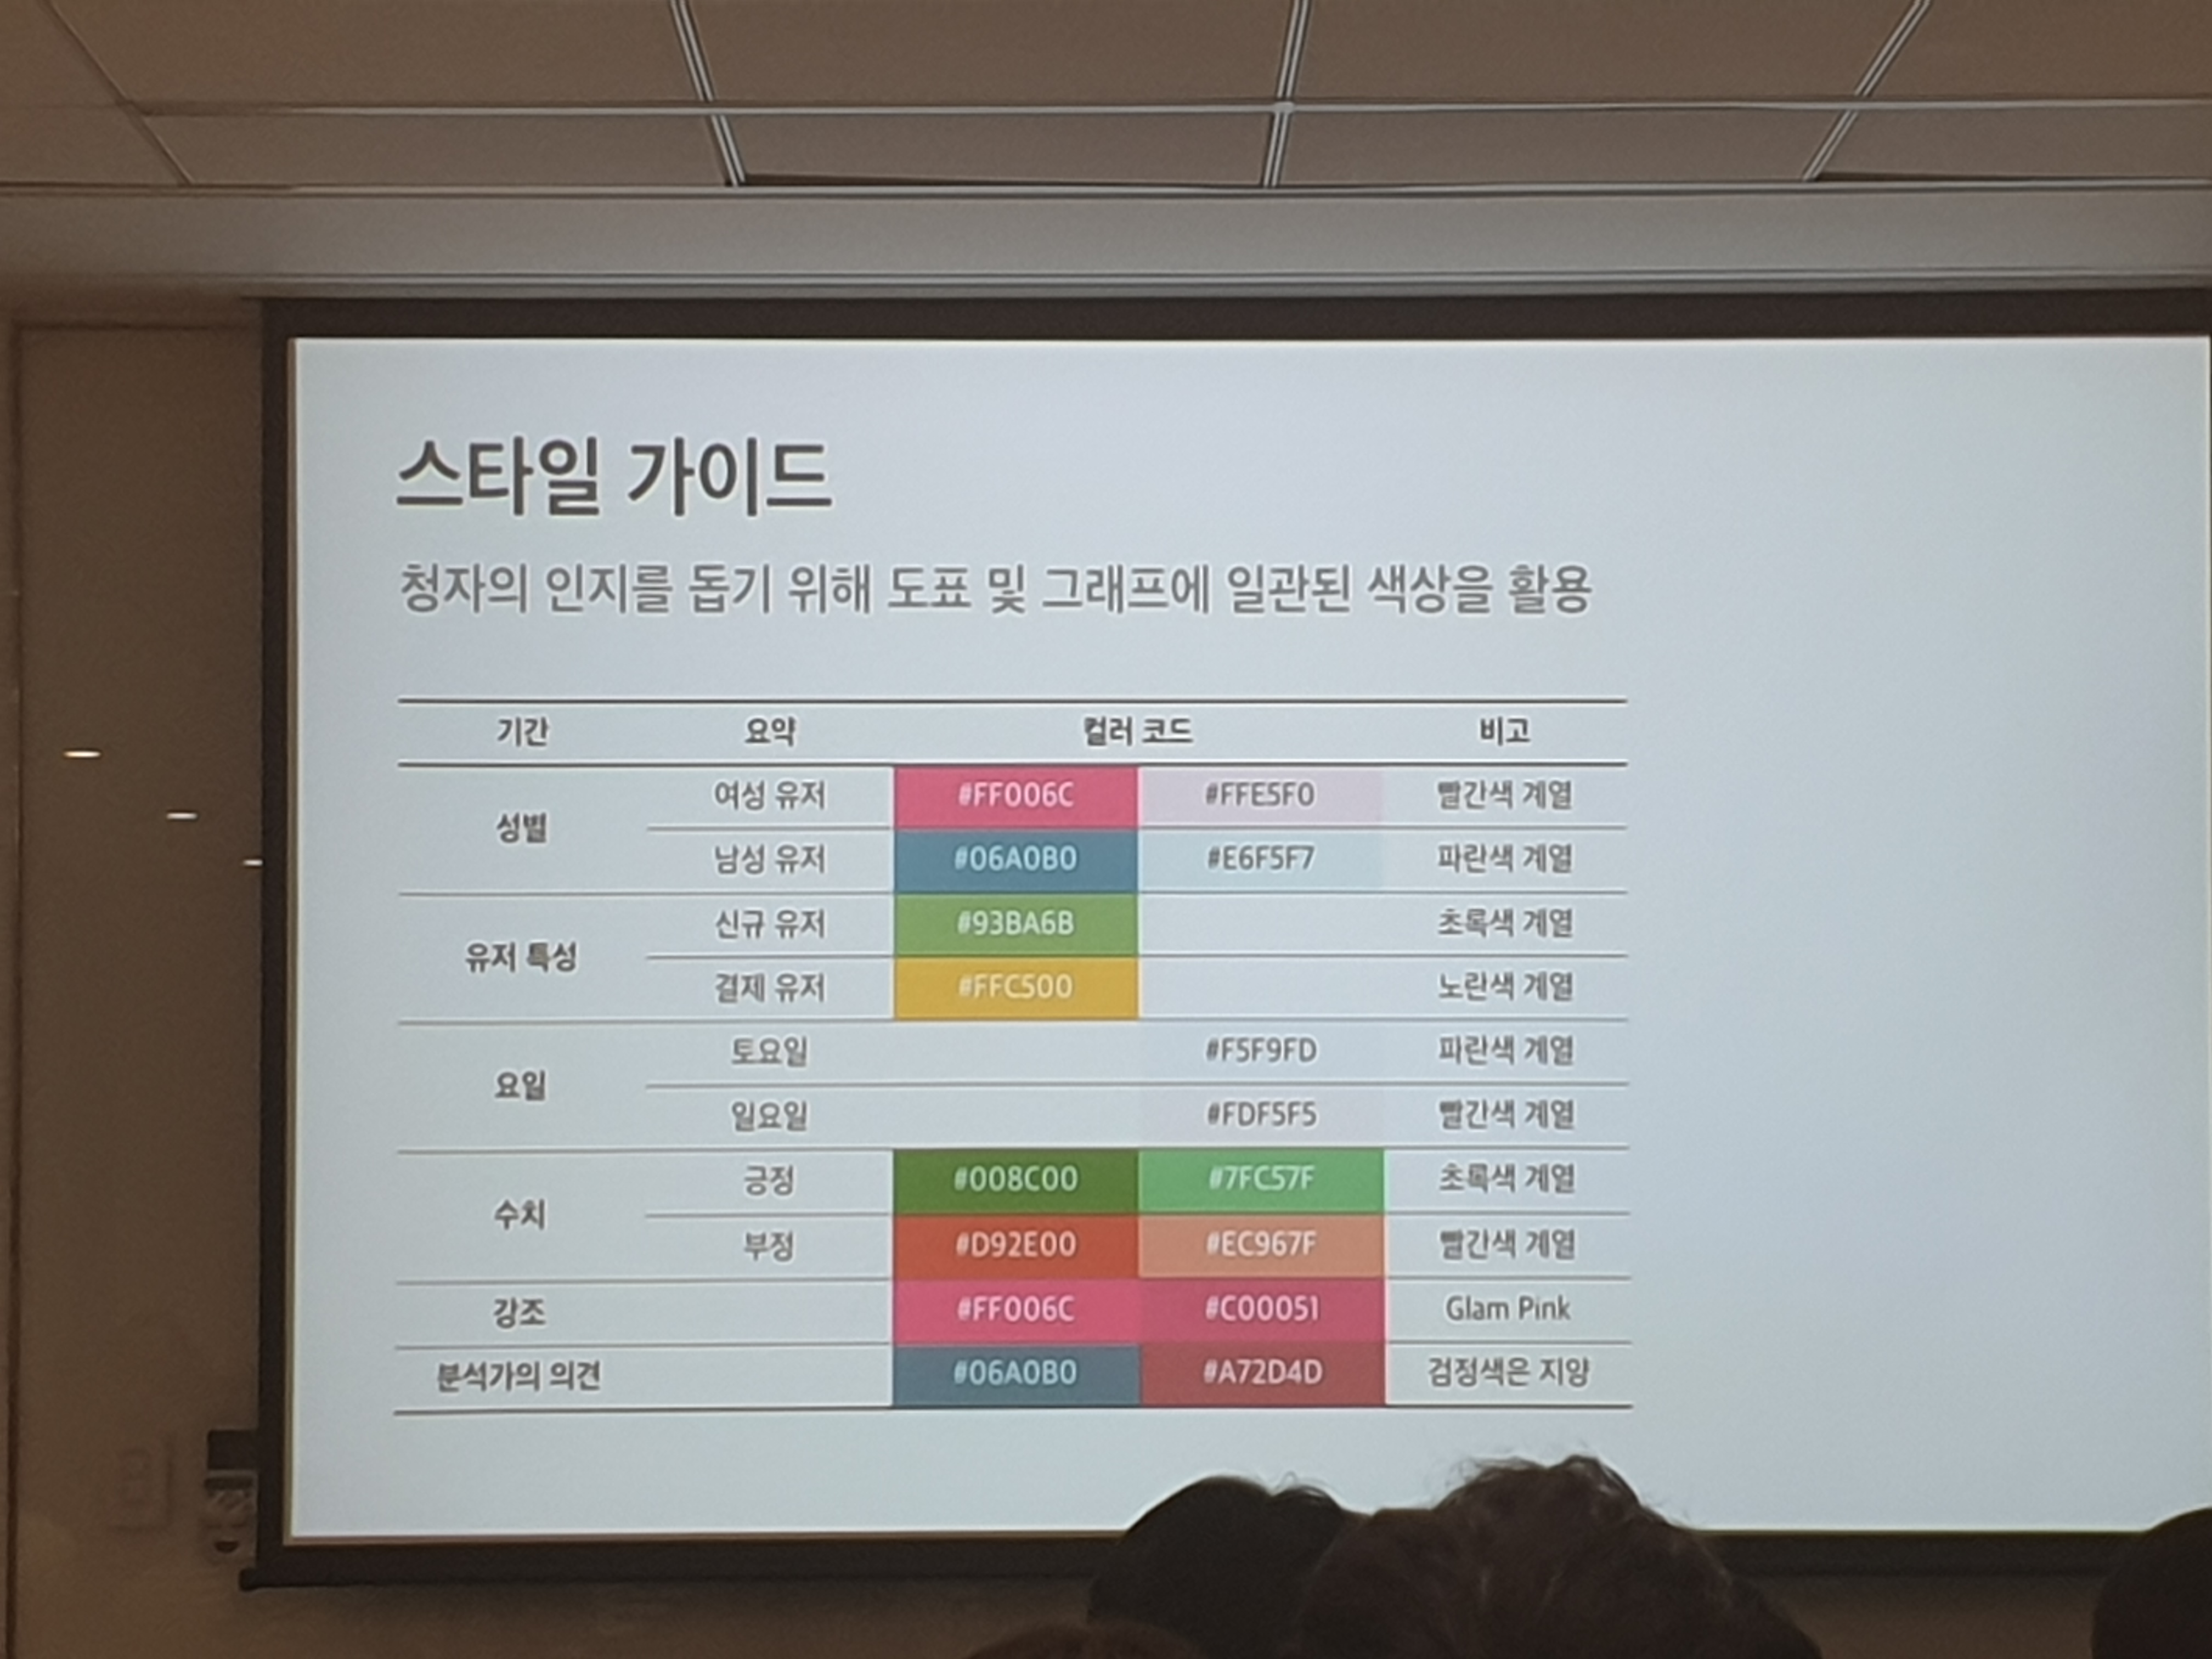 스타일 가이드
청자의 인지를 돕기 위해 도표 및 그래프에 일관된 색상을 활용
기간 요약 컬러 코드 비고
성별
여성 유저 #FF006C #FFE5F0 빨간색 계열
남성 유저 #06A0B0 #E6F5F7 파란색 계열
유저 특성
신규 유저 #93BA6B 초록색 계열
결제 유저 #FFC500 노란색 계열
요일
토요일 #F5F9FD 파란색 계열
일요일 #FDF5F5 빨간색 계열
수치
긍정 #008C00 #7FC57F 초록색 계열
부정 #D92E00 #EC967F 빨간색 계열
강조 #FF006C #C00051 Glam Pink
분석가의 의견 #06A0B0 #A72D4D 검정색은 지양